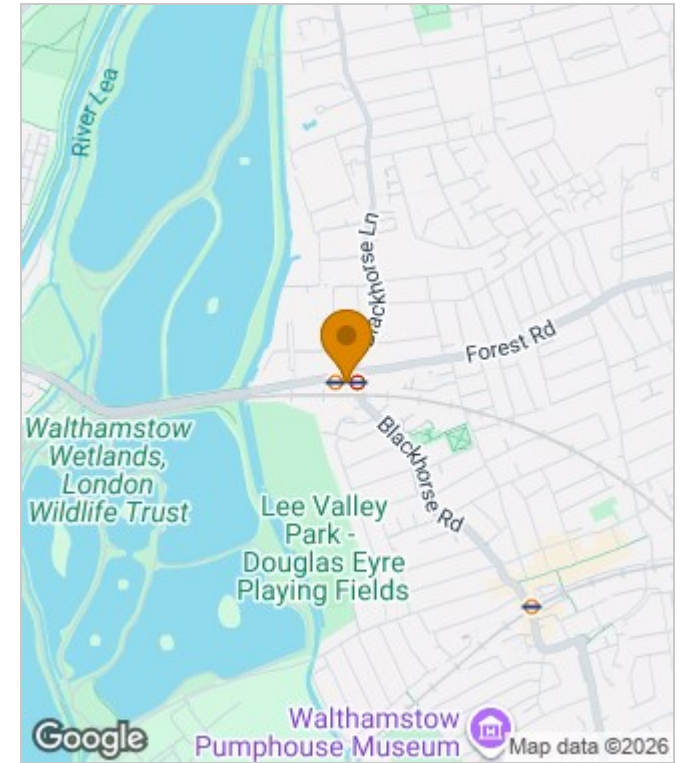 River Lea
Blackhorse Ln
Forest Rd
Walthamstow
Wetlands,
London
Wildlife Trust
Blackhorse Rd
Lee Valley
Park -
Douglas Eyre
Playing Fields
Walthamstow
Pumphouse Museum
Google
Map data ©2026